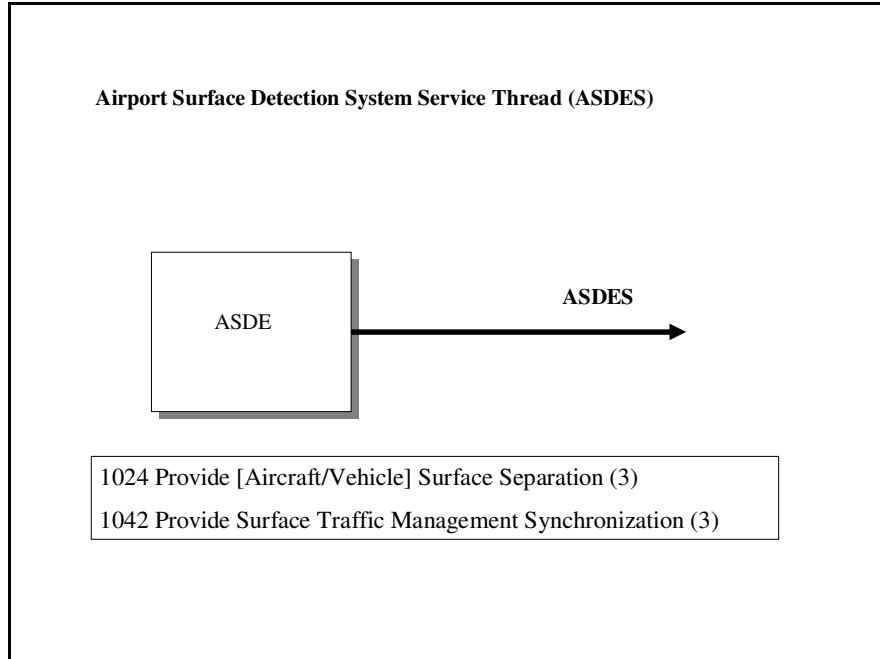 Airport Surface Detection System Service Thread (ASDES)
ASDES
ASDE
1024 Provide [Aircraft/Vehicle] Surface Separation (3)
1042 Provide Surface Traffic Management Synchronization (3)